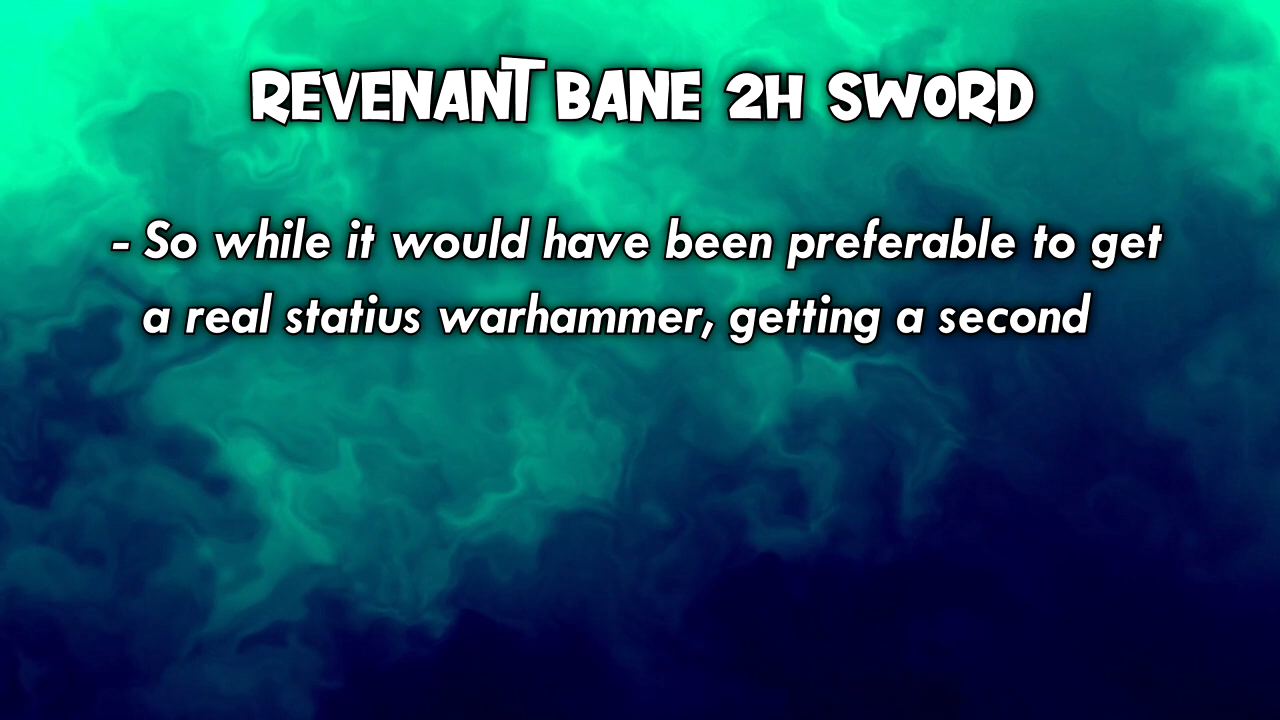 REVENANT BANE 2H SWORD
- So while it would have been preferable to get
a real statius warhammer, getting a second